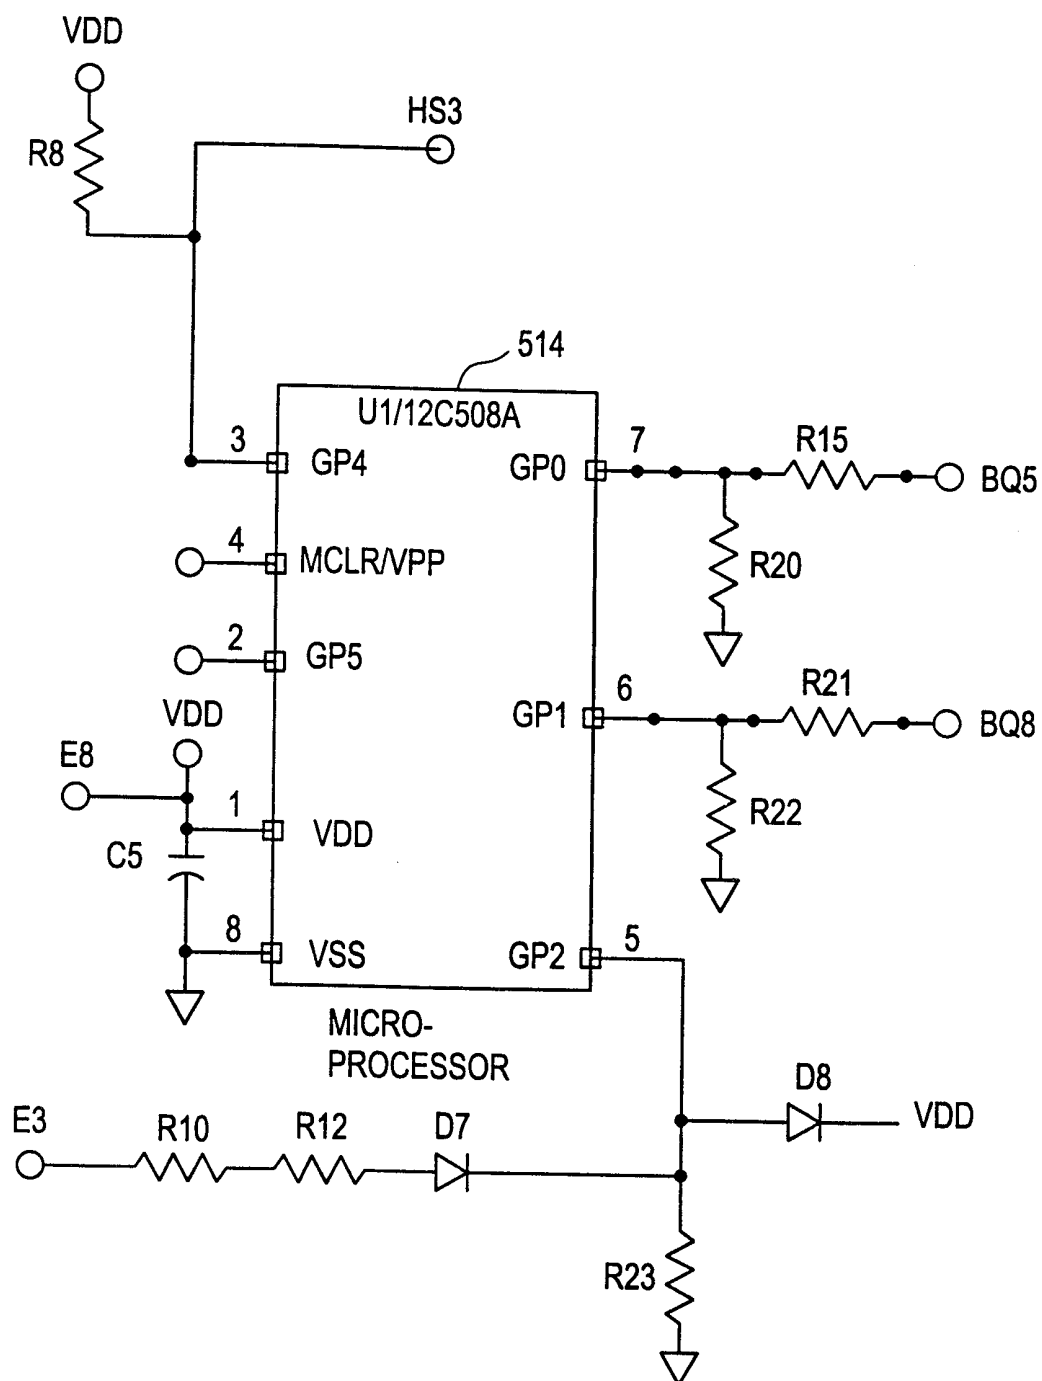 VDD
HS3
R8
514
U1/12C508A
3
GP4
GP0
7
R15
BQ5
4
MCLR/VPP
R20
2
GP5
VDD
6
GP1
R21
BQ8
E8
1
VDD
C5
R22
8
VSS
GP2
5
MICRO-
PROCESSOR
D8
VDD
E3
R10
R12
D7
R23